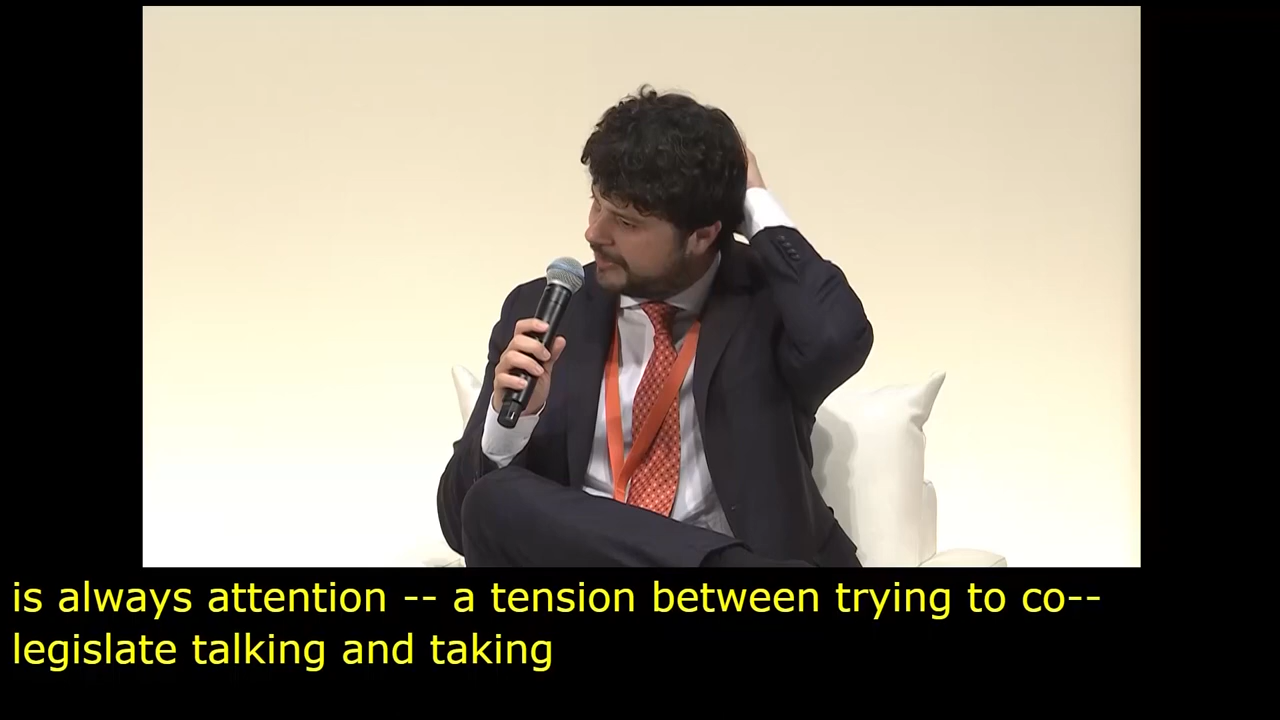 is always attention -- a tension between trying to co--
legislate talking and taking